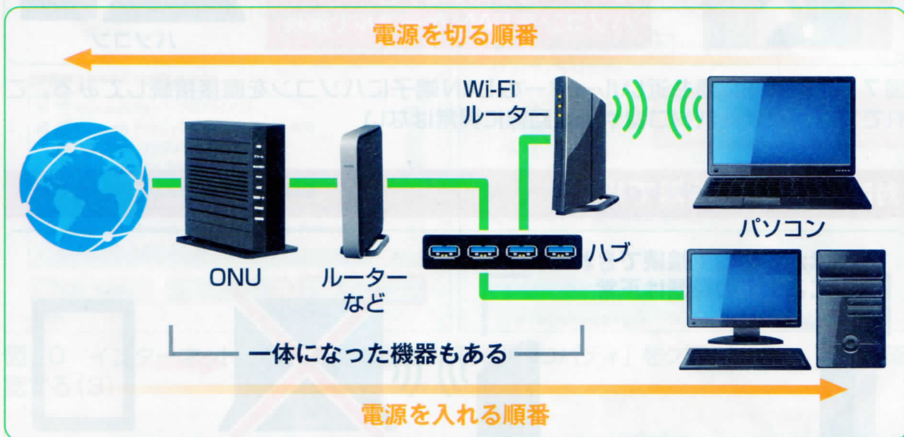 電源を切る順番
Wi-Fi
ルーター
パソコン
ONU
ルーター
など
ハブ
一体になった機器もある
電源を入れる順番